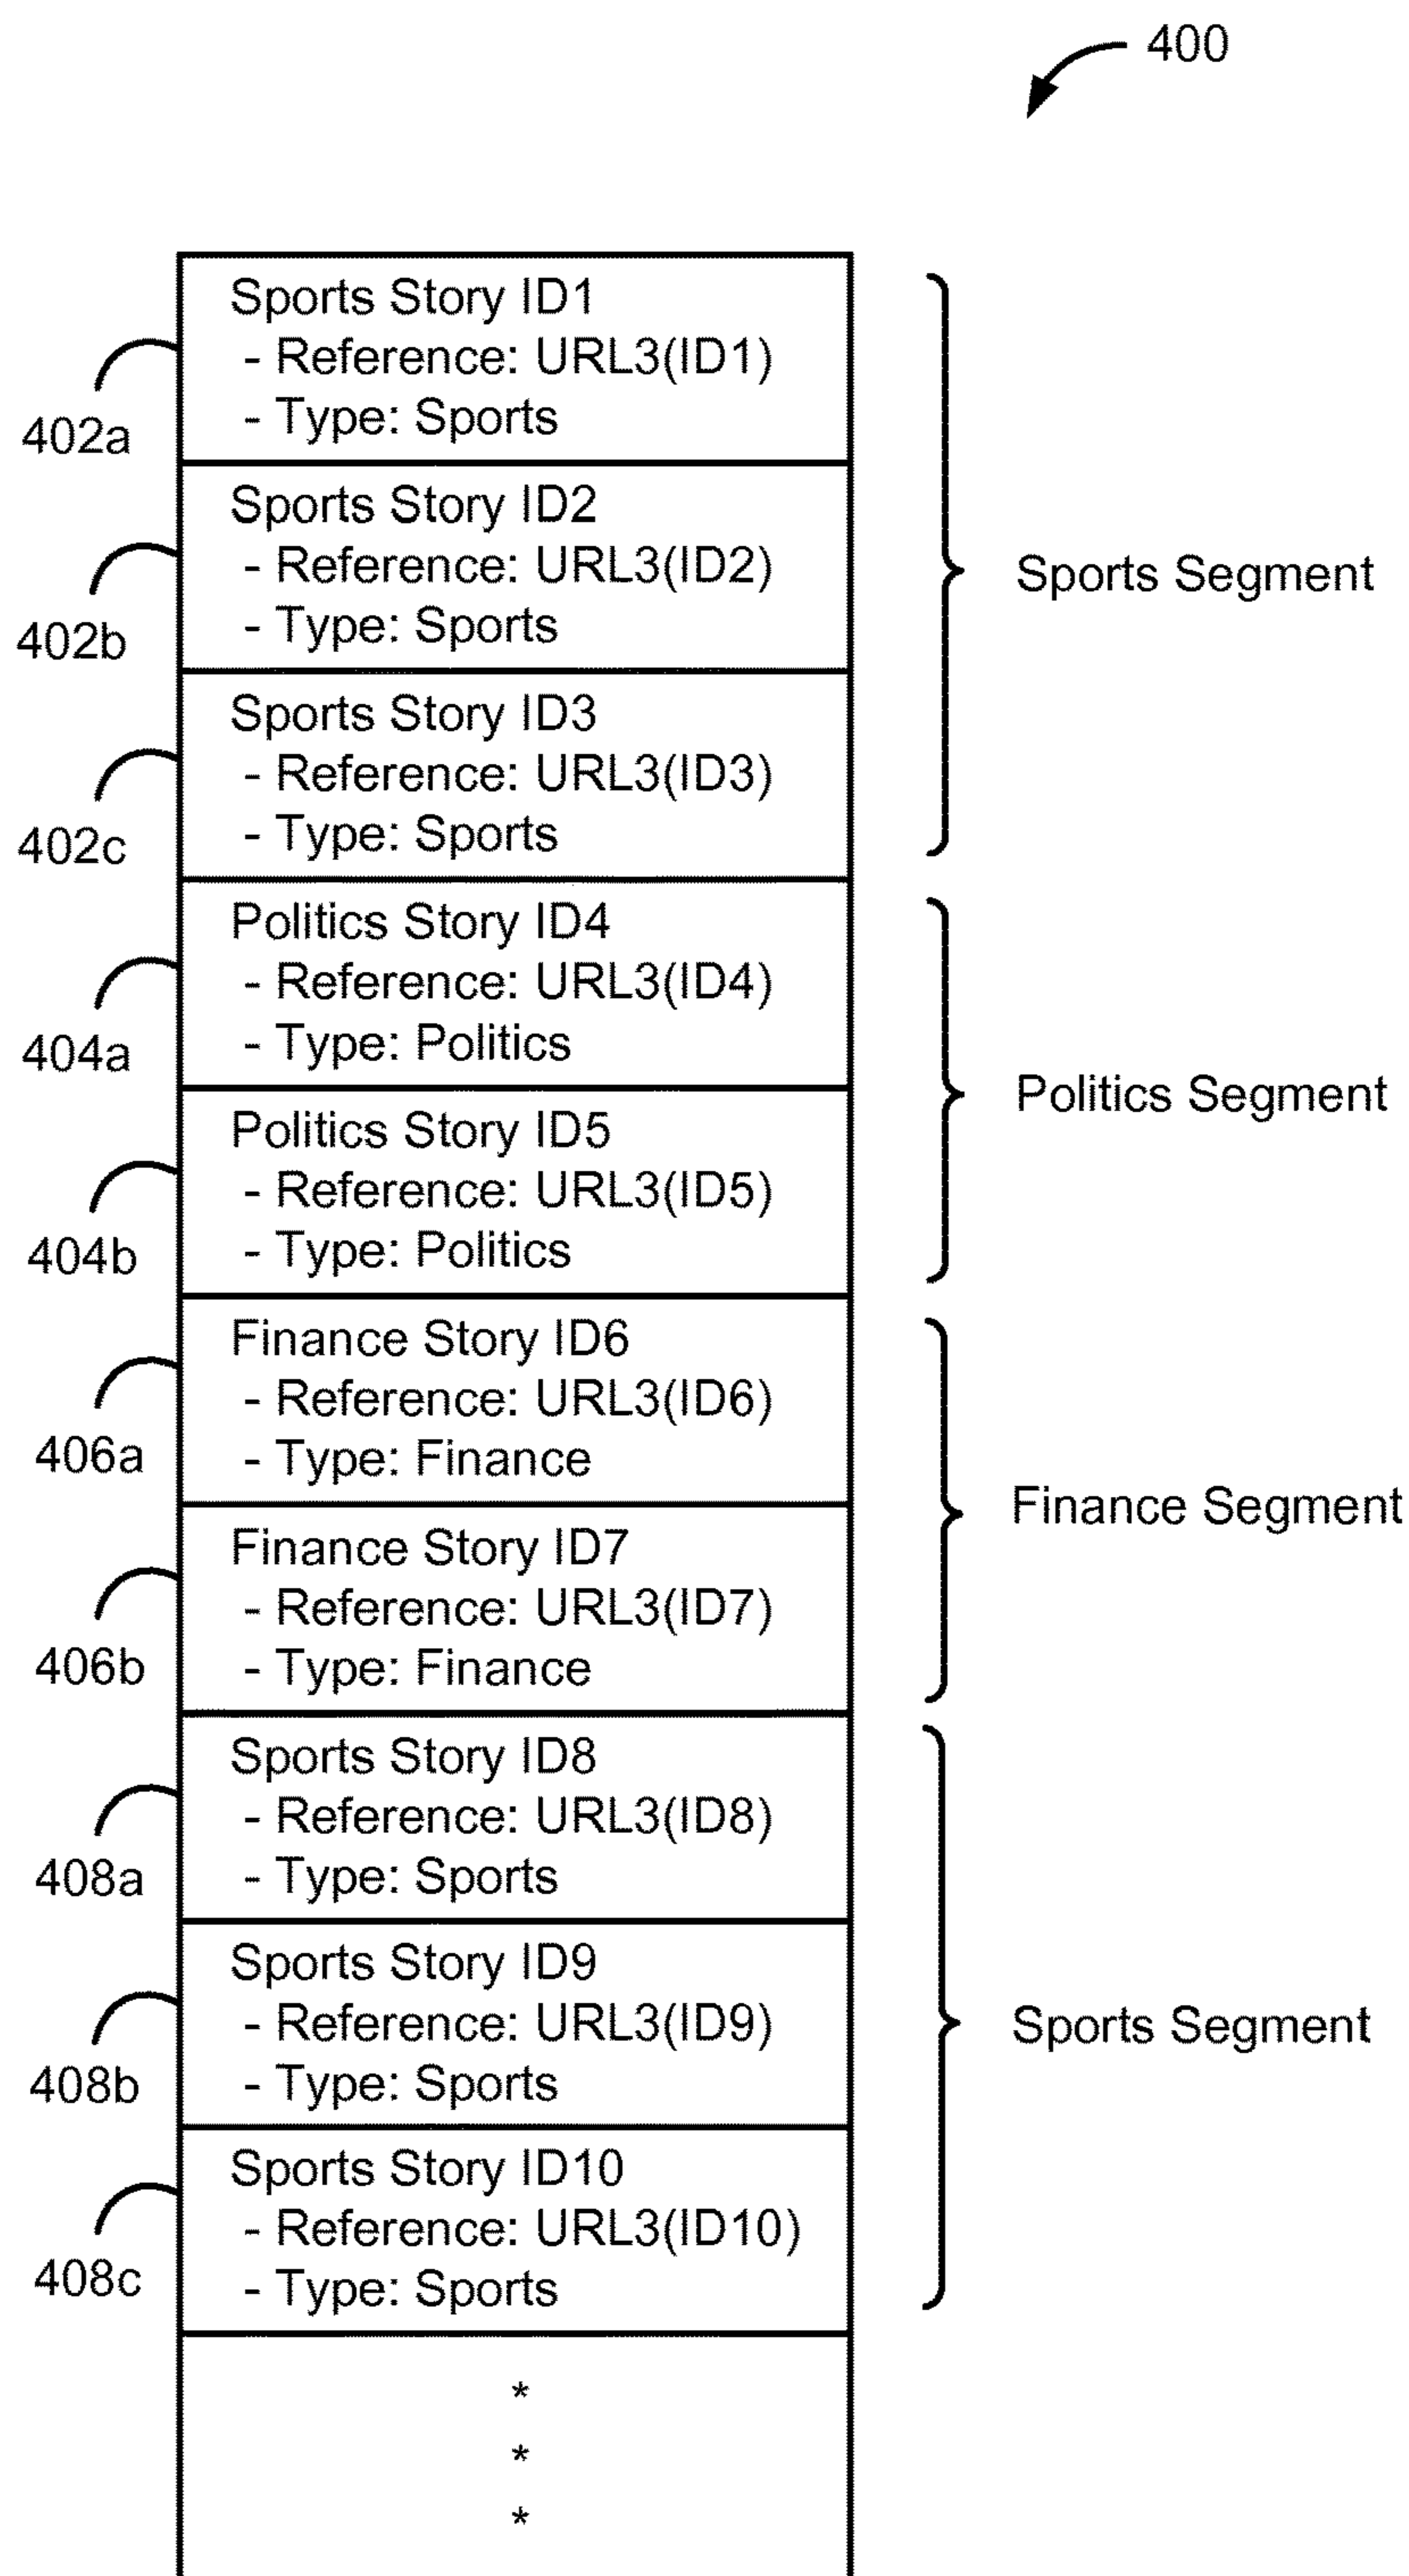 400
Sports Story ID1
- Reference: URL3(ID1)
- Type: Sports
402a
Sports Story ID2
- Reference: URL3(ID2)
- Type: Sports
402b
Sports Segment
Sports Story ID3
- Reference: URL3(ID3)
- Type: Sports
402c
Politics Story ID4
- Reference: URL3(ID4)
- Type: Politics
404a
Politics Segment
Politics Story ID5
- Reference: URL3(ID5)
- Type: Politics
404b
Finance Story ID6
- Reference: URL3(ID6)
- Type: Finance
406a
Finance Segment
Finance Story ID7
- Reference: URL3(ID7)
- Type: Finance
406b
Sports Story ID8
- Reference: URL3(ID8)
- Type: Sports
408a
Sports Story ID9
- Reference: URL3(ID9)
- Type: Sports
408b
Sports Segment
Sports Story ID10
- Reference: URL3(ID10)
- Type: Sports
408c
*
*
*